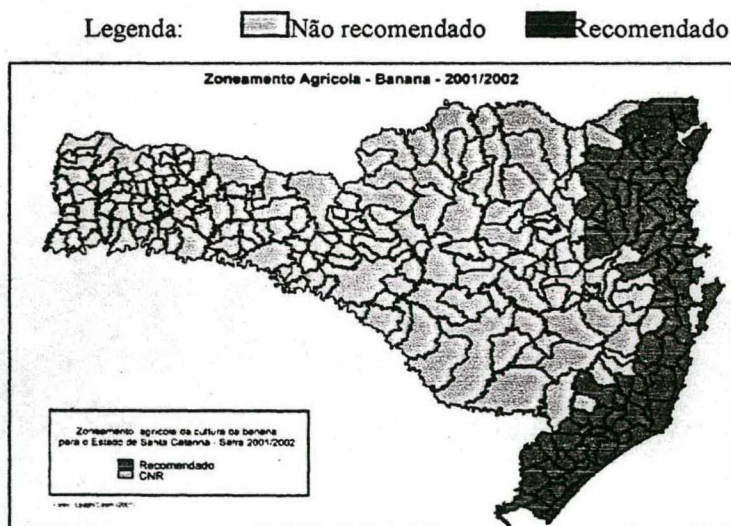 Legenda: Não recomendado Recomendado
Zoneamento Agrícola - Banana - 2001/2002
Zoneamento agrícola da cultura da banana
para o Estado de Santa Catarina - Safra 2001/2002
Recomendado
CNR